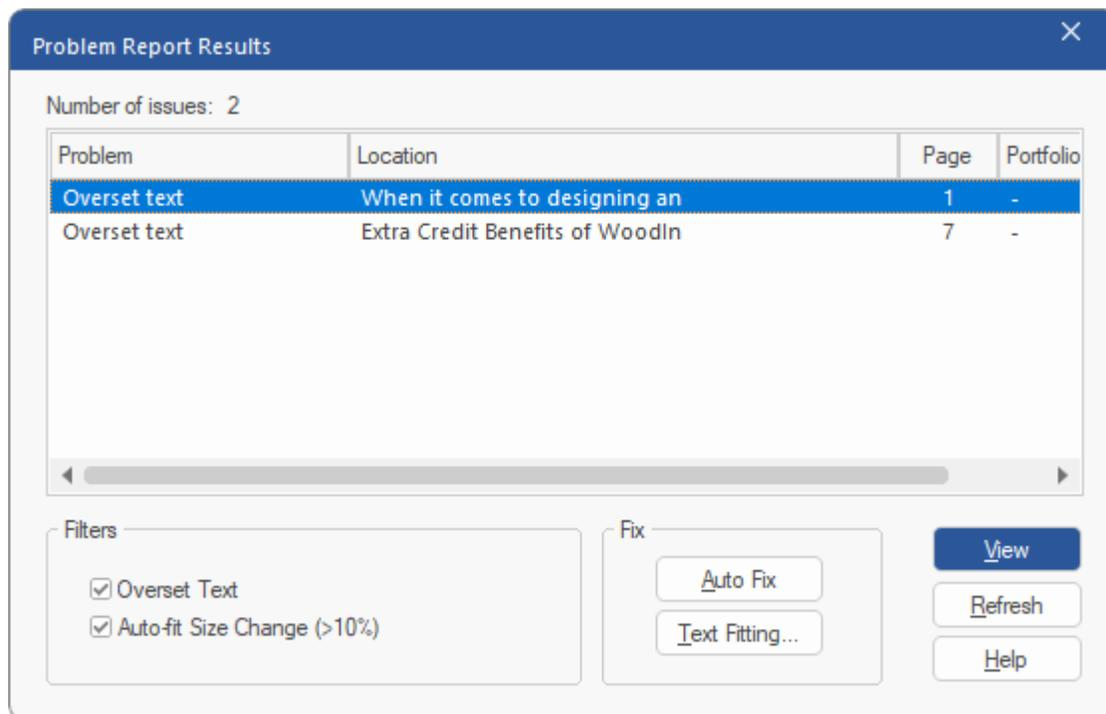 Problem Report Results
Number of issues: 2
Problem Location Page Portfolio
Overset text When it comes to designing an 1 -
Overset text Extra Credit Benefits of WoodIn 7 -
Filters
Overset Text
Auto-fit Size Change (>10%)
Fix
Auto Fix
Text Fitting...
View
Refresh
Help